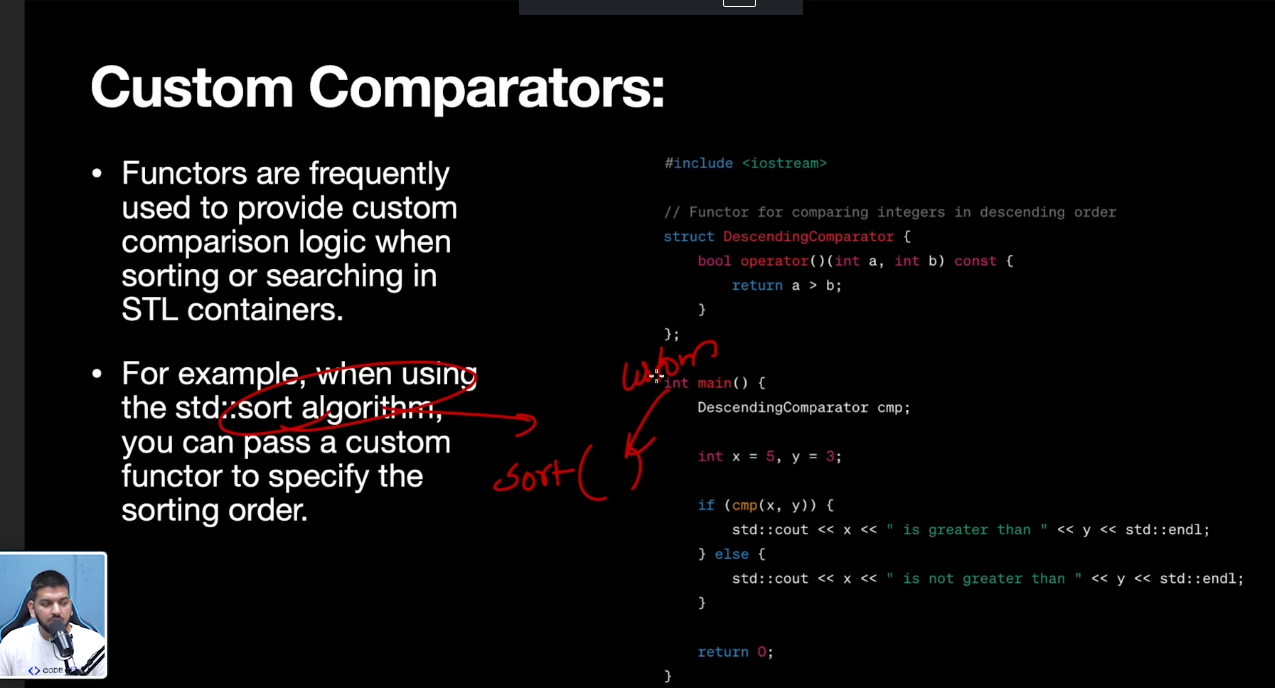 Custom Comparators:
• Functors are frequently
used to provide custom
comparison logic when
sorting or searching in
STL containers.
• For example, when using
the std::sort algorithm,
you can pass a custom
functor to specify the
sorting order.
custom
sort( )
#include <iostream>
// Functor for comparing integers in descending order
struct DescendingComparator {
bool operator()(int a, int b) const {
return a > b;
}
};
int main() {
DescendingComparator cmp;
int x = 5, y = 3;
if (cmp(x, y)) {
std::cout << x << " is greater than " << y << std::endl;
} else {
std::cout << x << " is not greater than " << y << std::endl;
}
return 0;
}
CODE